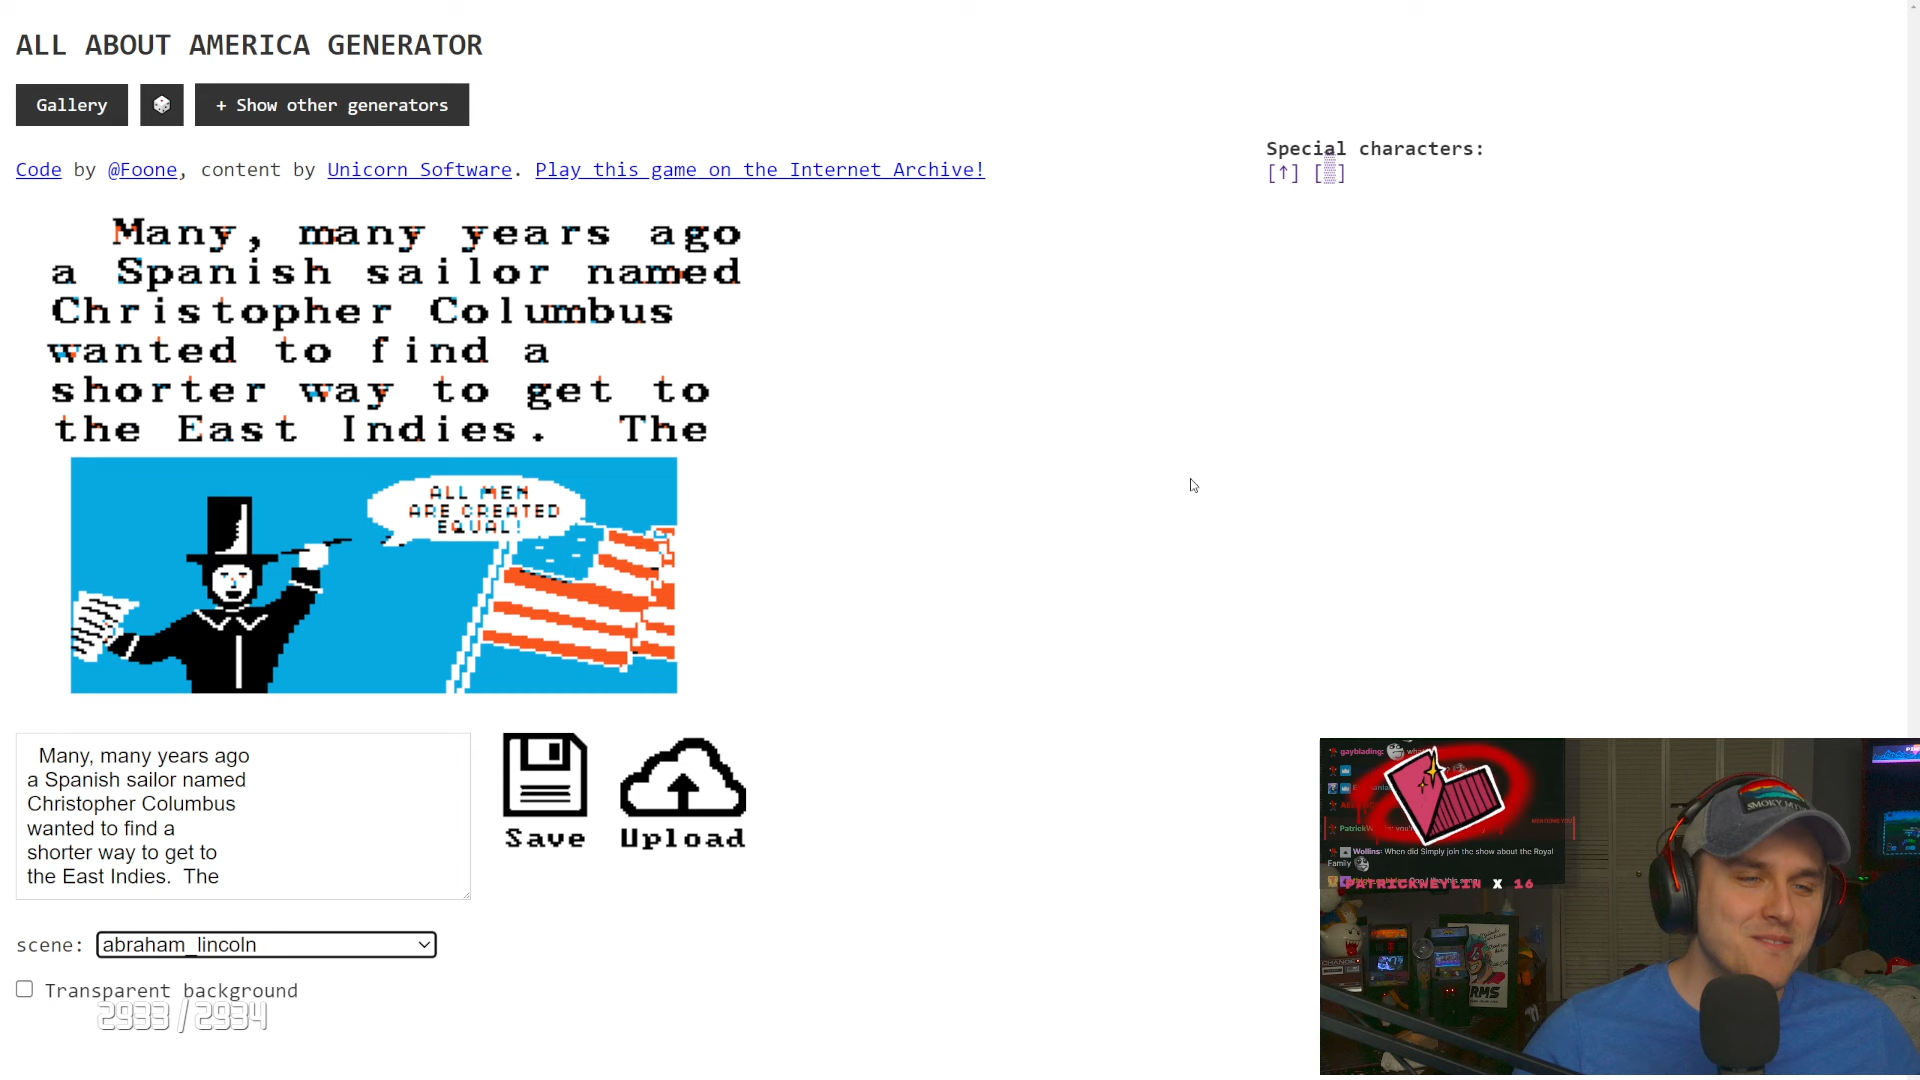 ALL ABOUT AMERICA GENERATOR
Gallery
+ Show other generators
Code by @Foone, content by Unicorn Software. Play this game on the Internet Archive!
Special characters:
[↑] [▒]
Many, many years ago
a Spanish sailor named
Christopher Columbus
wanted to find a
shorter way to get to
the East Indies.  The
ALL MEN
ARE CREATED
EQUAL!
Many, many years ago
a Spanish sailor named
Christopher Columbus
wanted to find a
shorter way to get to
the East Indies.  The
Save
Upload
scene: abraham_lincoln
Transparent background
2933 / 2934
gayblading:
Wollins: When did Simply join the show about the Royal
Family
PATRICKWEYLIN X 16
SMOKY
CHANGE